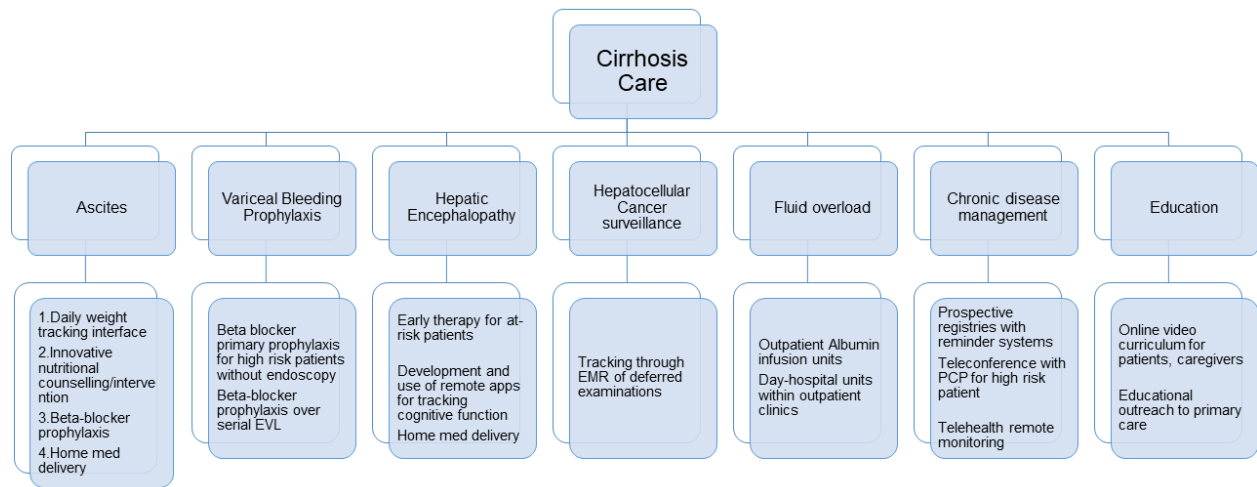 Cirrhosis
Care
Ascites
Variceal Bleeding
Prophylaxis
Hepatic
Encephalopathy
Hepatocellular
Cancer
surveillance
Fluid overload
Chronic disease
management
Education
1.Daily weight
tracking interface
2.Innovative
nutritional
counselling/interve
ntion
3.Beta-blocker
prophylaxis
4.Home med
delivery
Beta blocker
primary prophylaxis
for high risk patients
without endoscopy
Beta-blocker
prophylaxis over
serial EVL
Early therapy for at-
risk patients
Development and
use of remote apps
for tracking
cognitive function
Home med delivery
Tracking through
EMR of deferred
examinations
Outpatient Albumin
infusion units
Day-hospital units
within outpatient
clinics
Prospective
registries with
reminder systems
Teleconference with
PCP for high risk
patient
Telehealth remote
monitoring
Online video
curriculum for
patients, caregivers
Educational
outreach to primary
care